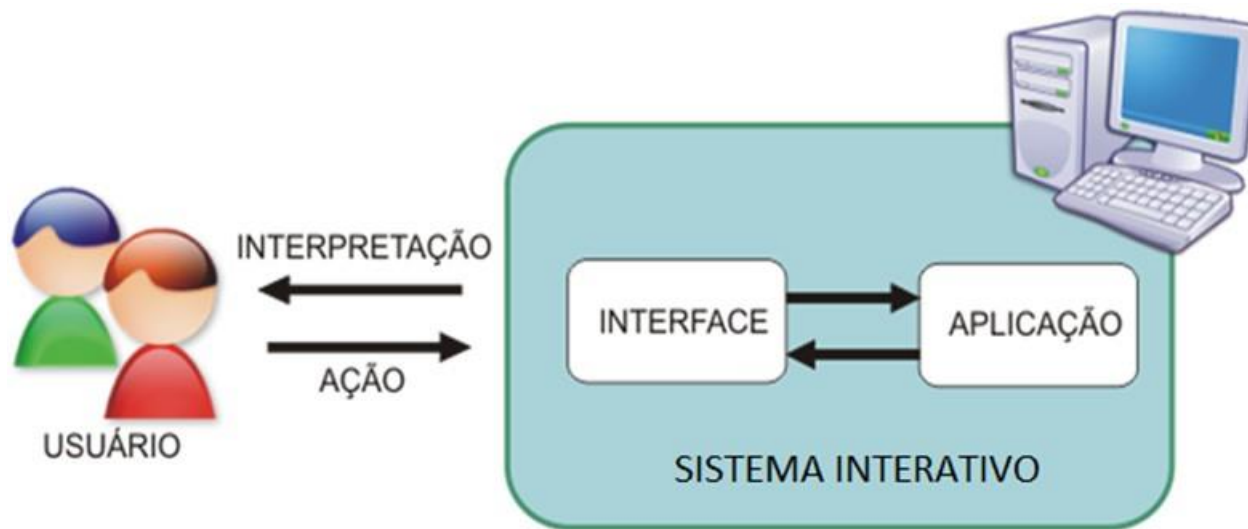 INTERPRETAÇÃO
AÇÃO
USUÁRIO
INTERFACE
APLICAÇÃO
SISTEMA INTERATIVO